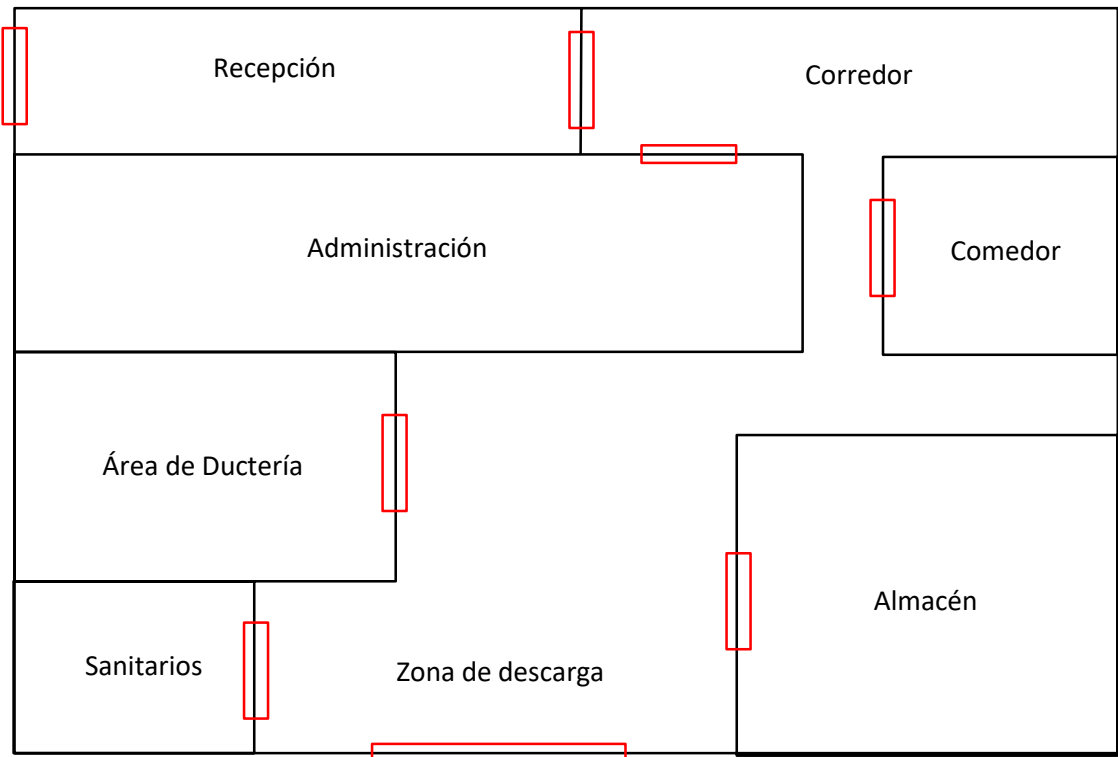 Recepción
Corredor
Administración
Comedor
Área de Ductería
Almacén
Sanitarios
Zona de descarga